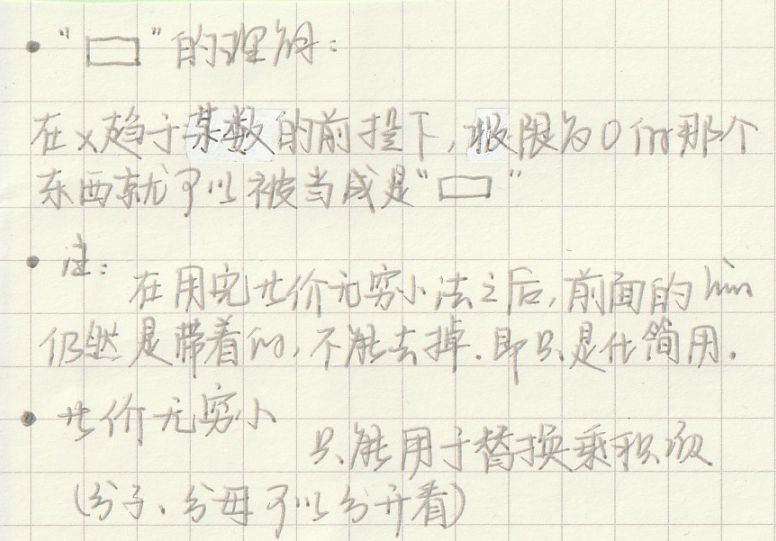 • "▭"的理解:
在x趋于某数的前提下,极限为0的那个
东西就可以被当成是"▭"
• 注:
在用完廿价无穷小法之后,前面的lim
仍然是带着的,不能去掉.即只是化简用.
• 廿价无穷小
只能用于替换乘积项
(分子、分母可以分开看)